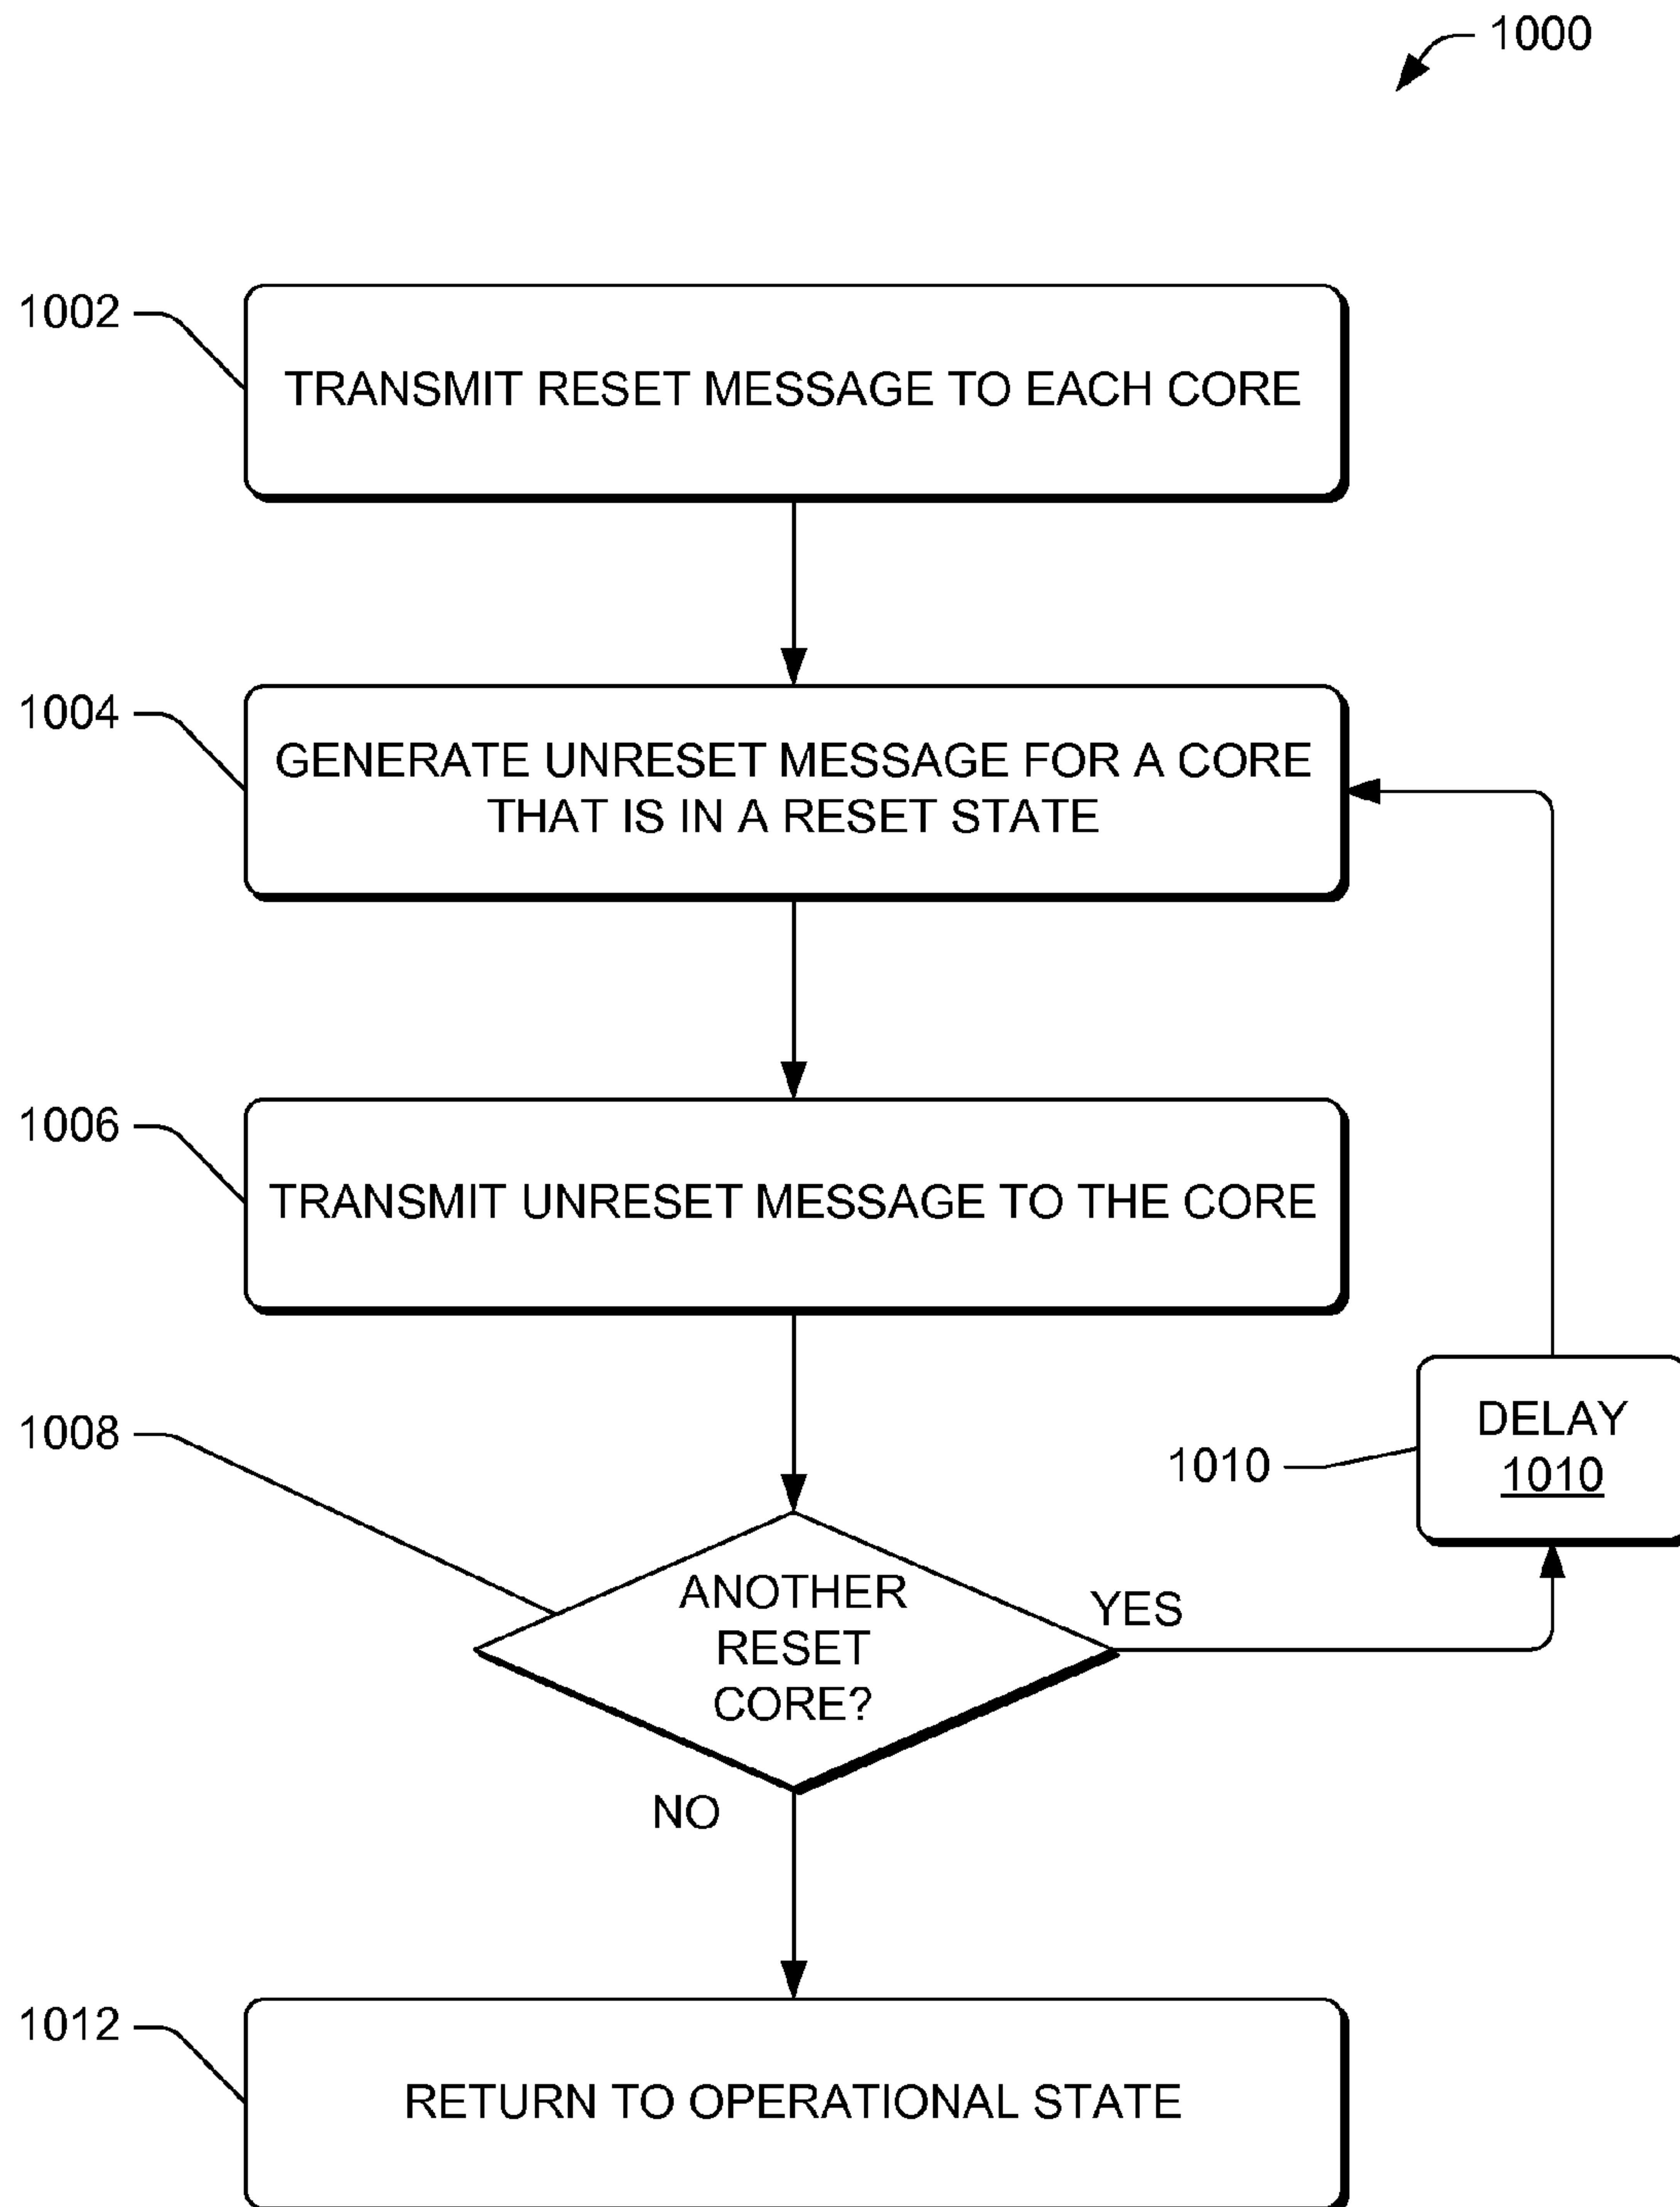 1000
1002
TRANSMIT RESET MESSAGE TO EACH CORE
1004
GENERATE UNRESET MESSAGE FOR A CORE
THAT IS IN A RESET STATE
1006
TRANSMIT UNRESET MESSAGE TO THE CORE
1008
ANOTHER
RESET
CORE?
YES
1010
DELAY
1010
NO
1012
RETURN TO OPERATIONAL STATE